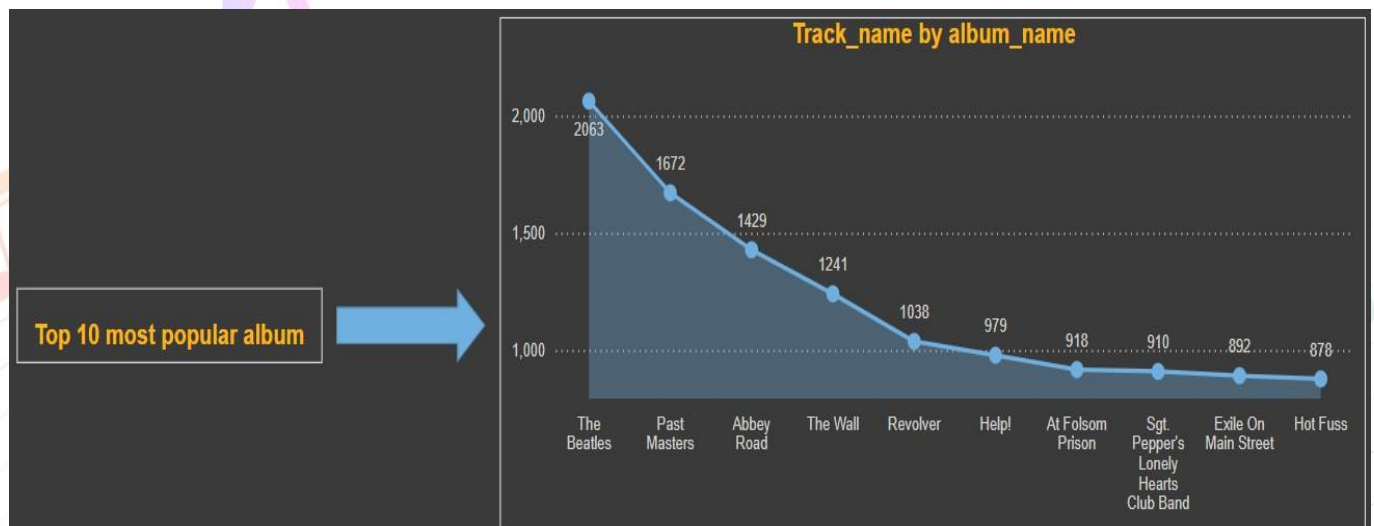 Track_name by album_name
2,000
1,500
1,000
2063
1672
1429
1241
1038
979
918
910
892
878
The
Beatles
Past
Masters
Abbey
Road
The Wall
Revolver
Help!
At Folsom
Prison
Sgt.
Pepper's
Lonely
Hearts
Club Band
Exile On
Main Street
Hot Fuss
Top 10 most popular album